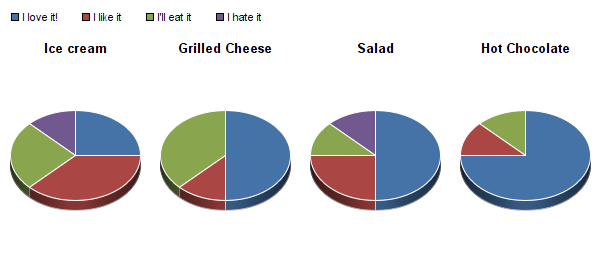 I love it! I like it I'll eat it I hate it
Ice cream Grilled Cheese Salad Hot Chocolate